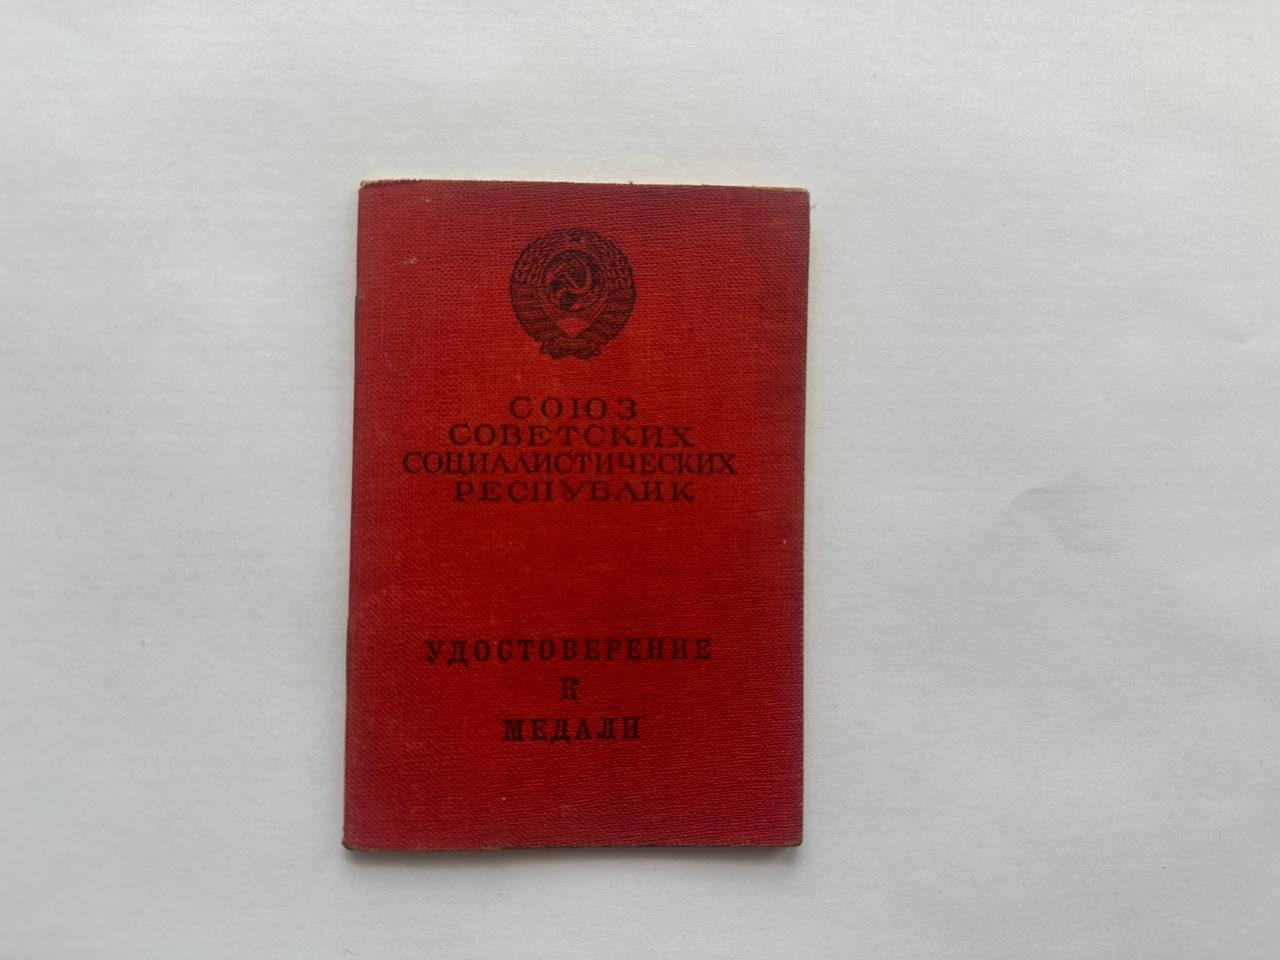 СОЮЗ
СОВЕТСКИХ
СОЦИАЛИСТИЧЕСКИХ
РЕСПУБЛИК
УДОСТОВЕРЕНИЕ
К
МЕДАЛИ